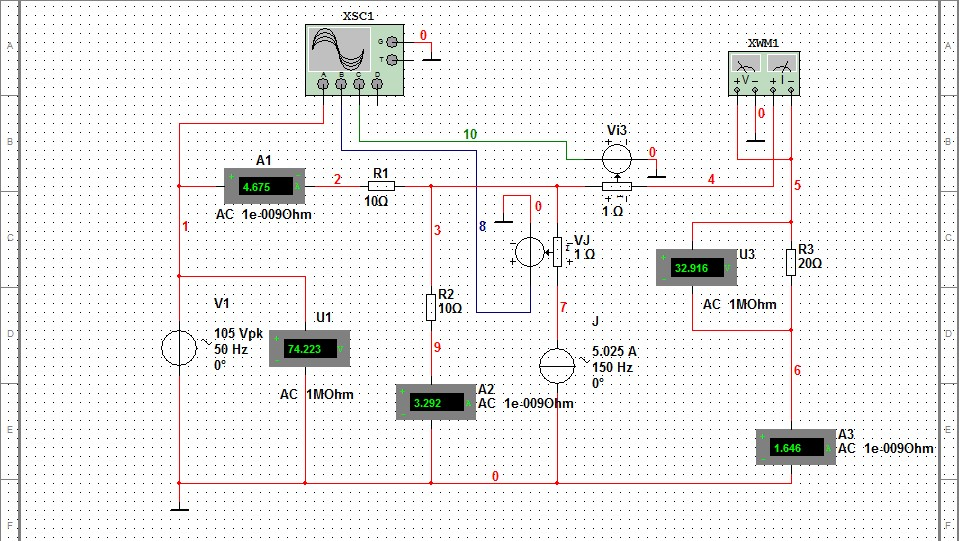 XSC1
G
T
A B C D
0
XWM1
+ V - + I -
0
A
B
C
D
E
F
A
B
C
D
E
F
10
Vi3
0
1 Ω
4
5
A1
4.675 A
AC 1e-009Ohm
2
R1
10Ω
1
3
8
0
VJ
1 Ω
7
U3
32.916 V
AC 1MOhm
R3
20Ω
6
V1
105 Vpk
50 Hz
0°
U1
74.223 V
AC 1MOhm
R2
10Ω
9
J
5.025 A
150 Hz
0°
A2
3.292 A
AC 1e-009Ohm
A3
1.646 A
AC 1e-009Ohm
0